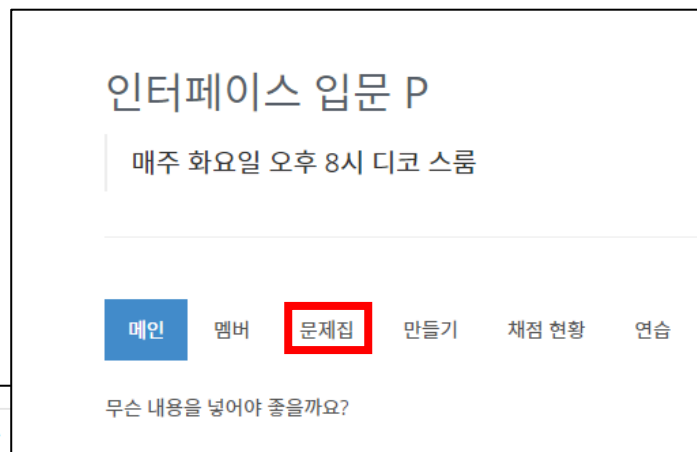 인터페이스 입문 P
매주 화요일 오후 8시 디코 스룸
메인 멤버 문제집 만들기 채점 현황 연습
무슨 내용을 넣어야 좋을까요?